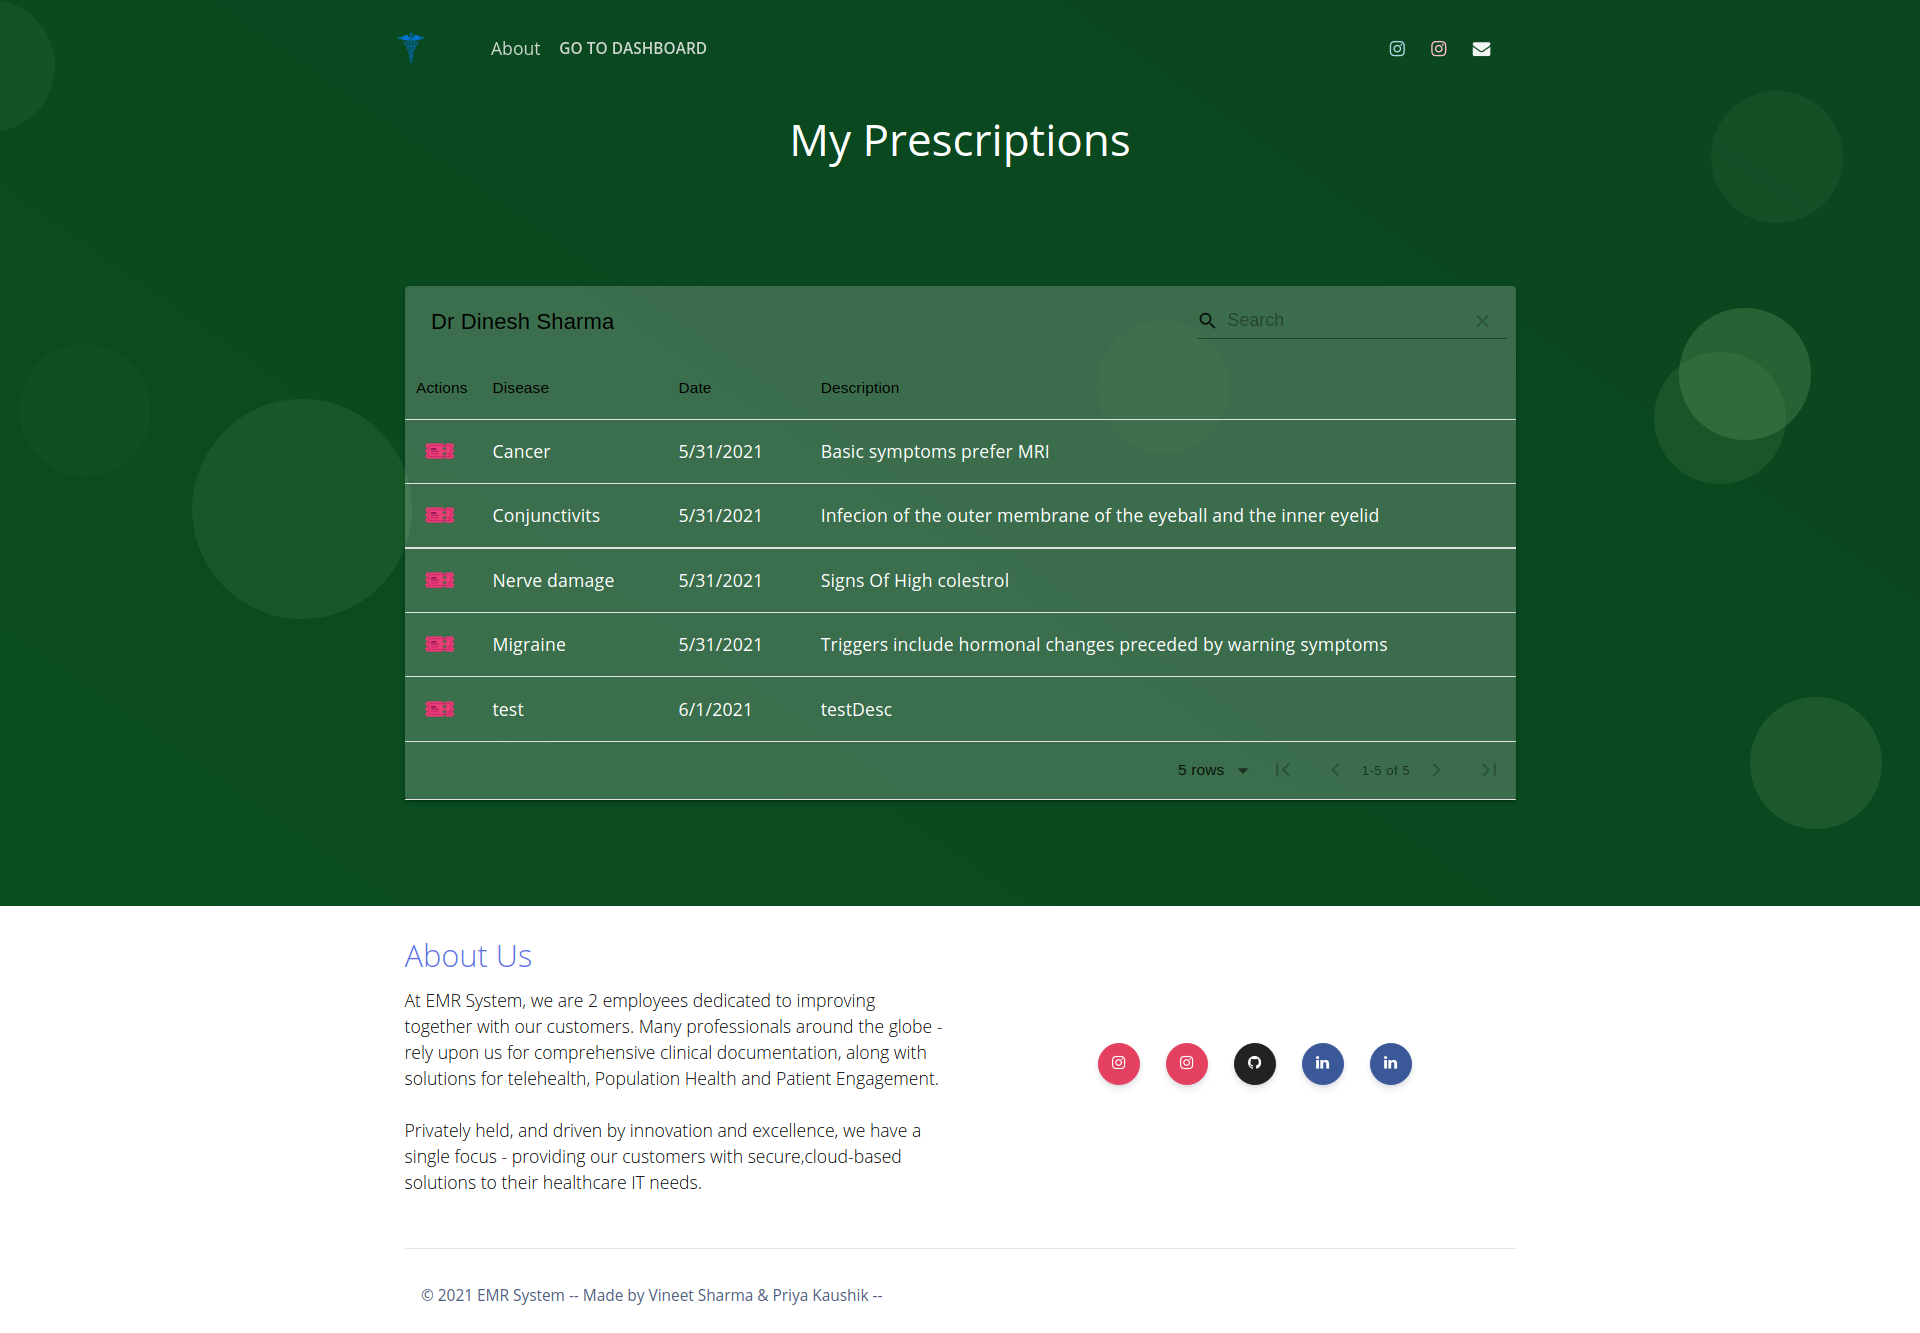 About GO TO DASHBOARD
My Prescriptions
Dr Dinesh Sharma
Search
Actions Disease Date Description
Cancer 5/31/2021 Basic symptoms prefer MRI
Conjunctivits 5/31/2021 Infecion of the outer membrane of the eyeball and the inner eyelid
Nerve damage 5/31/2021 Signs Of High colestrol
Migraine 5/31/2021 Triggers include hormonal changes preceded by warning symptoms
test 6/1/2021 testDesc
5 rows 1-5 of 5
About Us
At EMR System, we are 2 employees dedicated to improving
together with our customers. Many professionals around the globe -
rely upon us for comprehensive clinical documentation, along with
solutions for telehealth, Population Health and Patient Engagement.
Privately held, and driven by innovation and excellence, we have a
single focus - providing our customers with secure,cloud-based
solutions to their healthcare IT needs.
© 2021 EMR System -- Made by Vineet Sharma & Priya Kaushik --